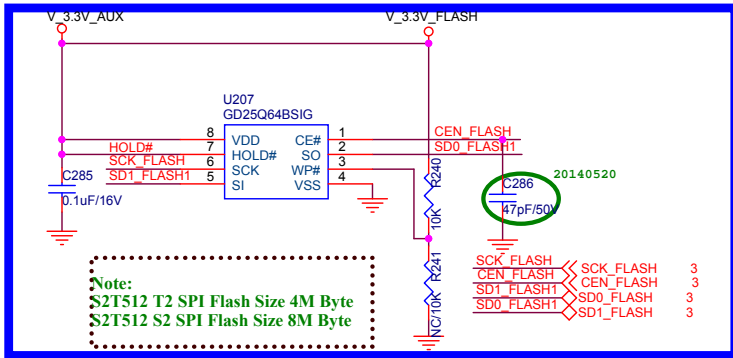 V_3.3V_AUX
V_3.3V_FLASH
U207
GD25Q64BSIG
8 VDD CE# 1 CEN_FLASH
HOLD# 7 HOLD# SO 2 SD0_FLASH1
SCK_FLASH 6 SCK WP# 3
SD1_FLASH1 5 SI VSS 4
C285
0.1uF/16V
R240
10K
C286
47pF/50V
20140520
R241
NC/10K
Note:
S2T512 T2 SPI Flash Size 4M Byte
S2T512 S2 SPI Flash Size 8M Byte
SCK_FLASH SCK_FLASH 3
CEN_FLASH CEN_FLASH 3
SD1_FLASH1 SD0_FLASH 3
SD0_FLASH1 SD1_FLASH 3